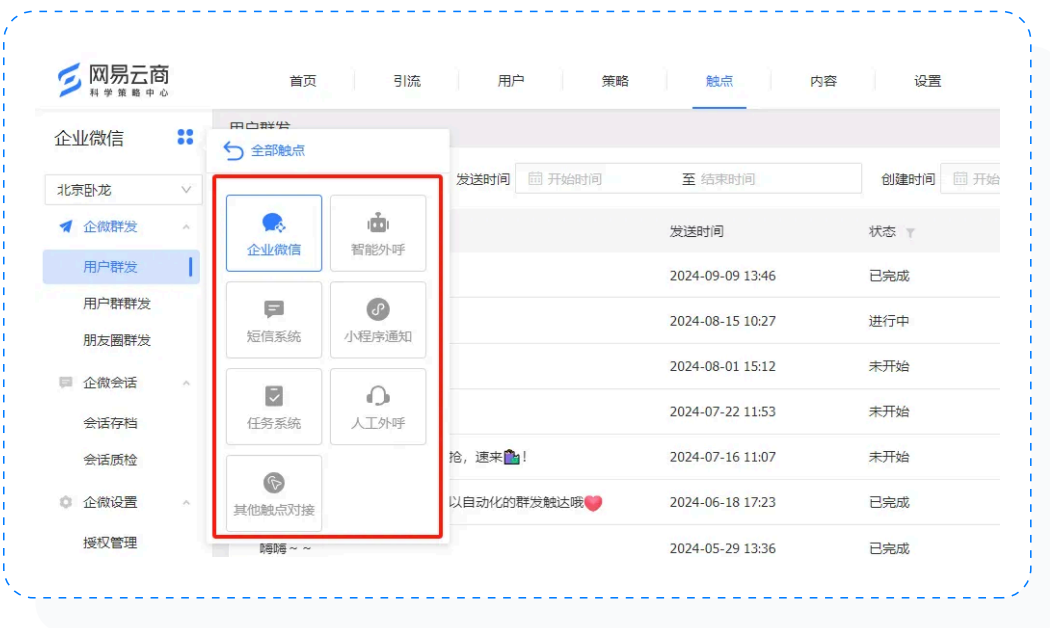 网易云商
科学策略中心
首页 引流 用户 策略 触点 内容 设置
企业微信
用户群发
全部触点
北京卧龙
发送时间 开始时间 至 结束时间 创建时间 开始
企微群发
用户群发
用户群群发
朋友圈群发
企微会话
会话存档
会话质检
企微设置
授权管理
企业微信 智能外呼
短信系统 小程序通知
任务系统 人工外呼
其他触点对接
发送时间 状态
2024-09-09 13:46 已完成
2024-08-15 10:27 进行中
2024-08-01 15:12 未开始
2024-07-22 11:53 未开始
抢，速来🛍！ 2024-07-16 11:07 未开始
以自动化的群发触达哦❤ 2024-06-18 17:23 已完成
嗨嗨~ ~ 2024-05-29 13:36 已完成